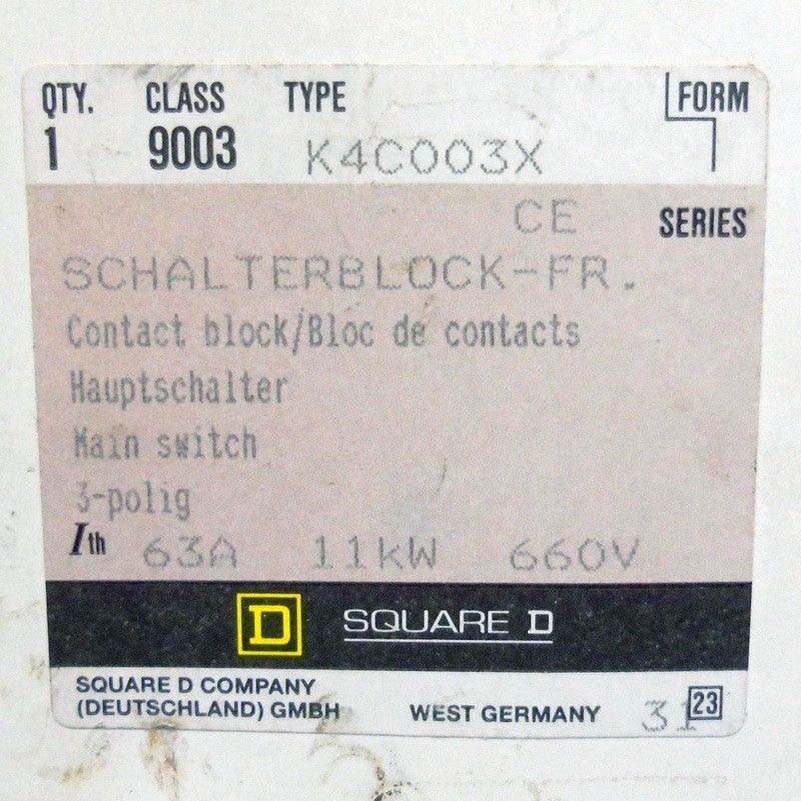 QTY. CLASS TYPE FORM
1 9003 K4C003X
CE SERIES
SCHALTERBLOCK-FR.
Contact block/Bloc de contacts
Hauptschalter
Main switch
3-polig
Ith 63A 11kW 660V
D SQUARE D
SQUARE D COMPANY
(DEUTSCHLAND) GMBH WEST GERMANY 31 23